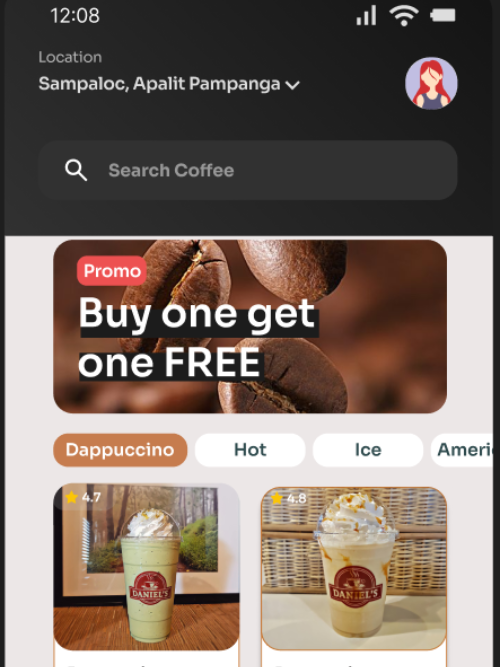 12:08
Location
Sampaloc, Apalit Pampanga
Search Coffee
Promo
Buy one get
one FREE
Dappuccino
Hot
Ice
4.7
4.8
DANIEL'S
DANIEL'S